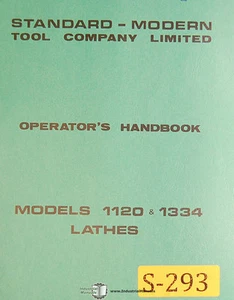 STANDARD - MODERN
TOOL COMPANY LIMITED
OPERATOR'S HANDBOOK
MODELS 1120 & 1334
LATHES
S-293